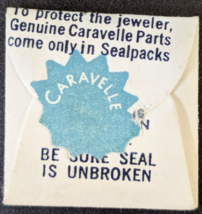 To protect the jeweler,
Genuine Caravelle Parts
come only in Sealpacks
CARAVELLE
BE SURE SEAL
IS UNBROKEN